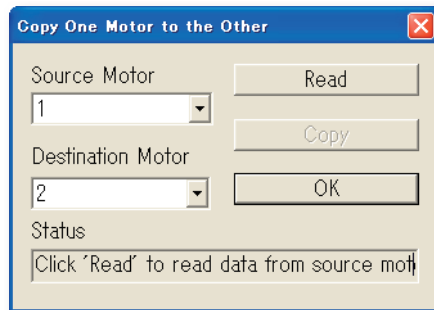 Copy One Motor to the Other
Source Motor
1
Read
Copy
Destination Motor
2
OK
Status
Click 'Read' to read data from source mot